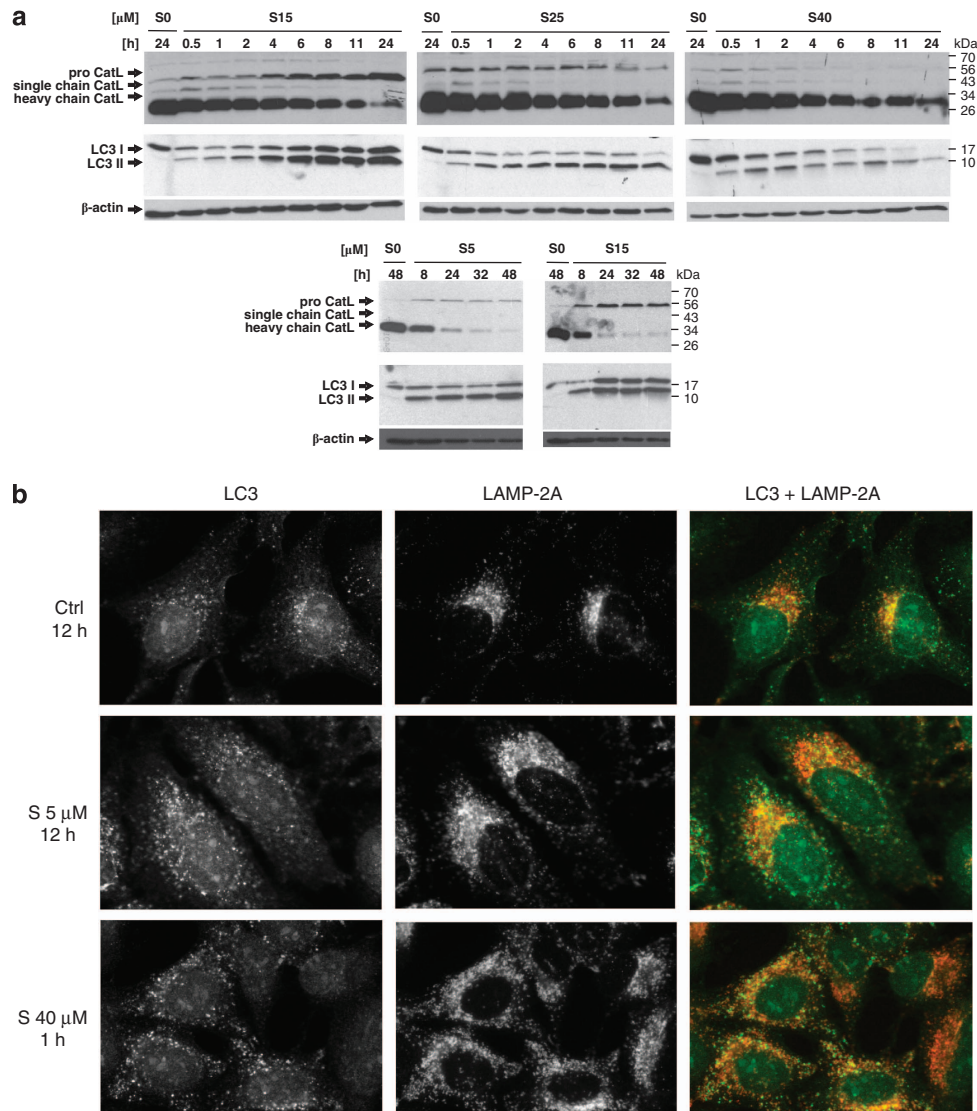 a
[μM] S0 S15 S0 S25 S0 S40
[h] 24 0.5 1 2 4 6 8 11 24 24 0.5 1 2 4 6 8 11 24 24 0.5 1 2 4 6 8 11 24 kDa
pro CatL
single chain CatL
heavy chain CatL
70
56
43
34
26
LC3 I
LC3 II
17
10
β-actin
[μM] S0 S5 S0 S15
[h] 48 8 24 32 48 48 8 24 32 48 kDa
pro CatL
single chain CatL
heavy chain CatL
70
56
43
34
26
LC3 I
LC3 II
17
10
β-actin
b
LC3 LAMP-2A LC3 + LAMP-2A
Ctrl
12 h
S 5 μM
12 h
S 40 μM
1 h